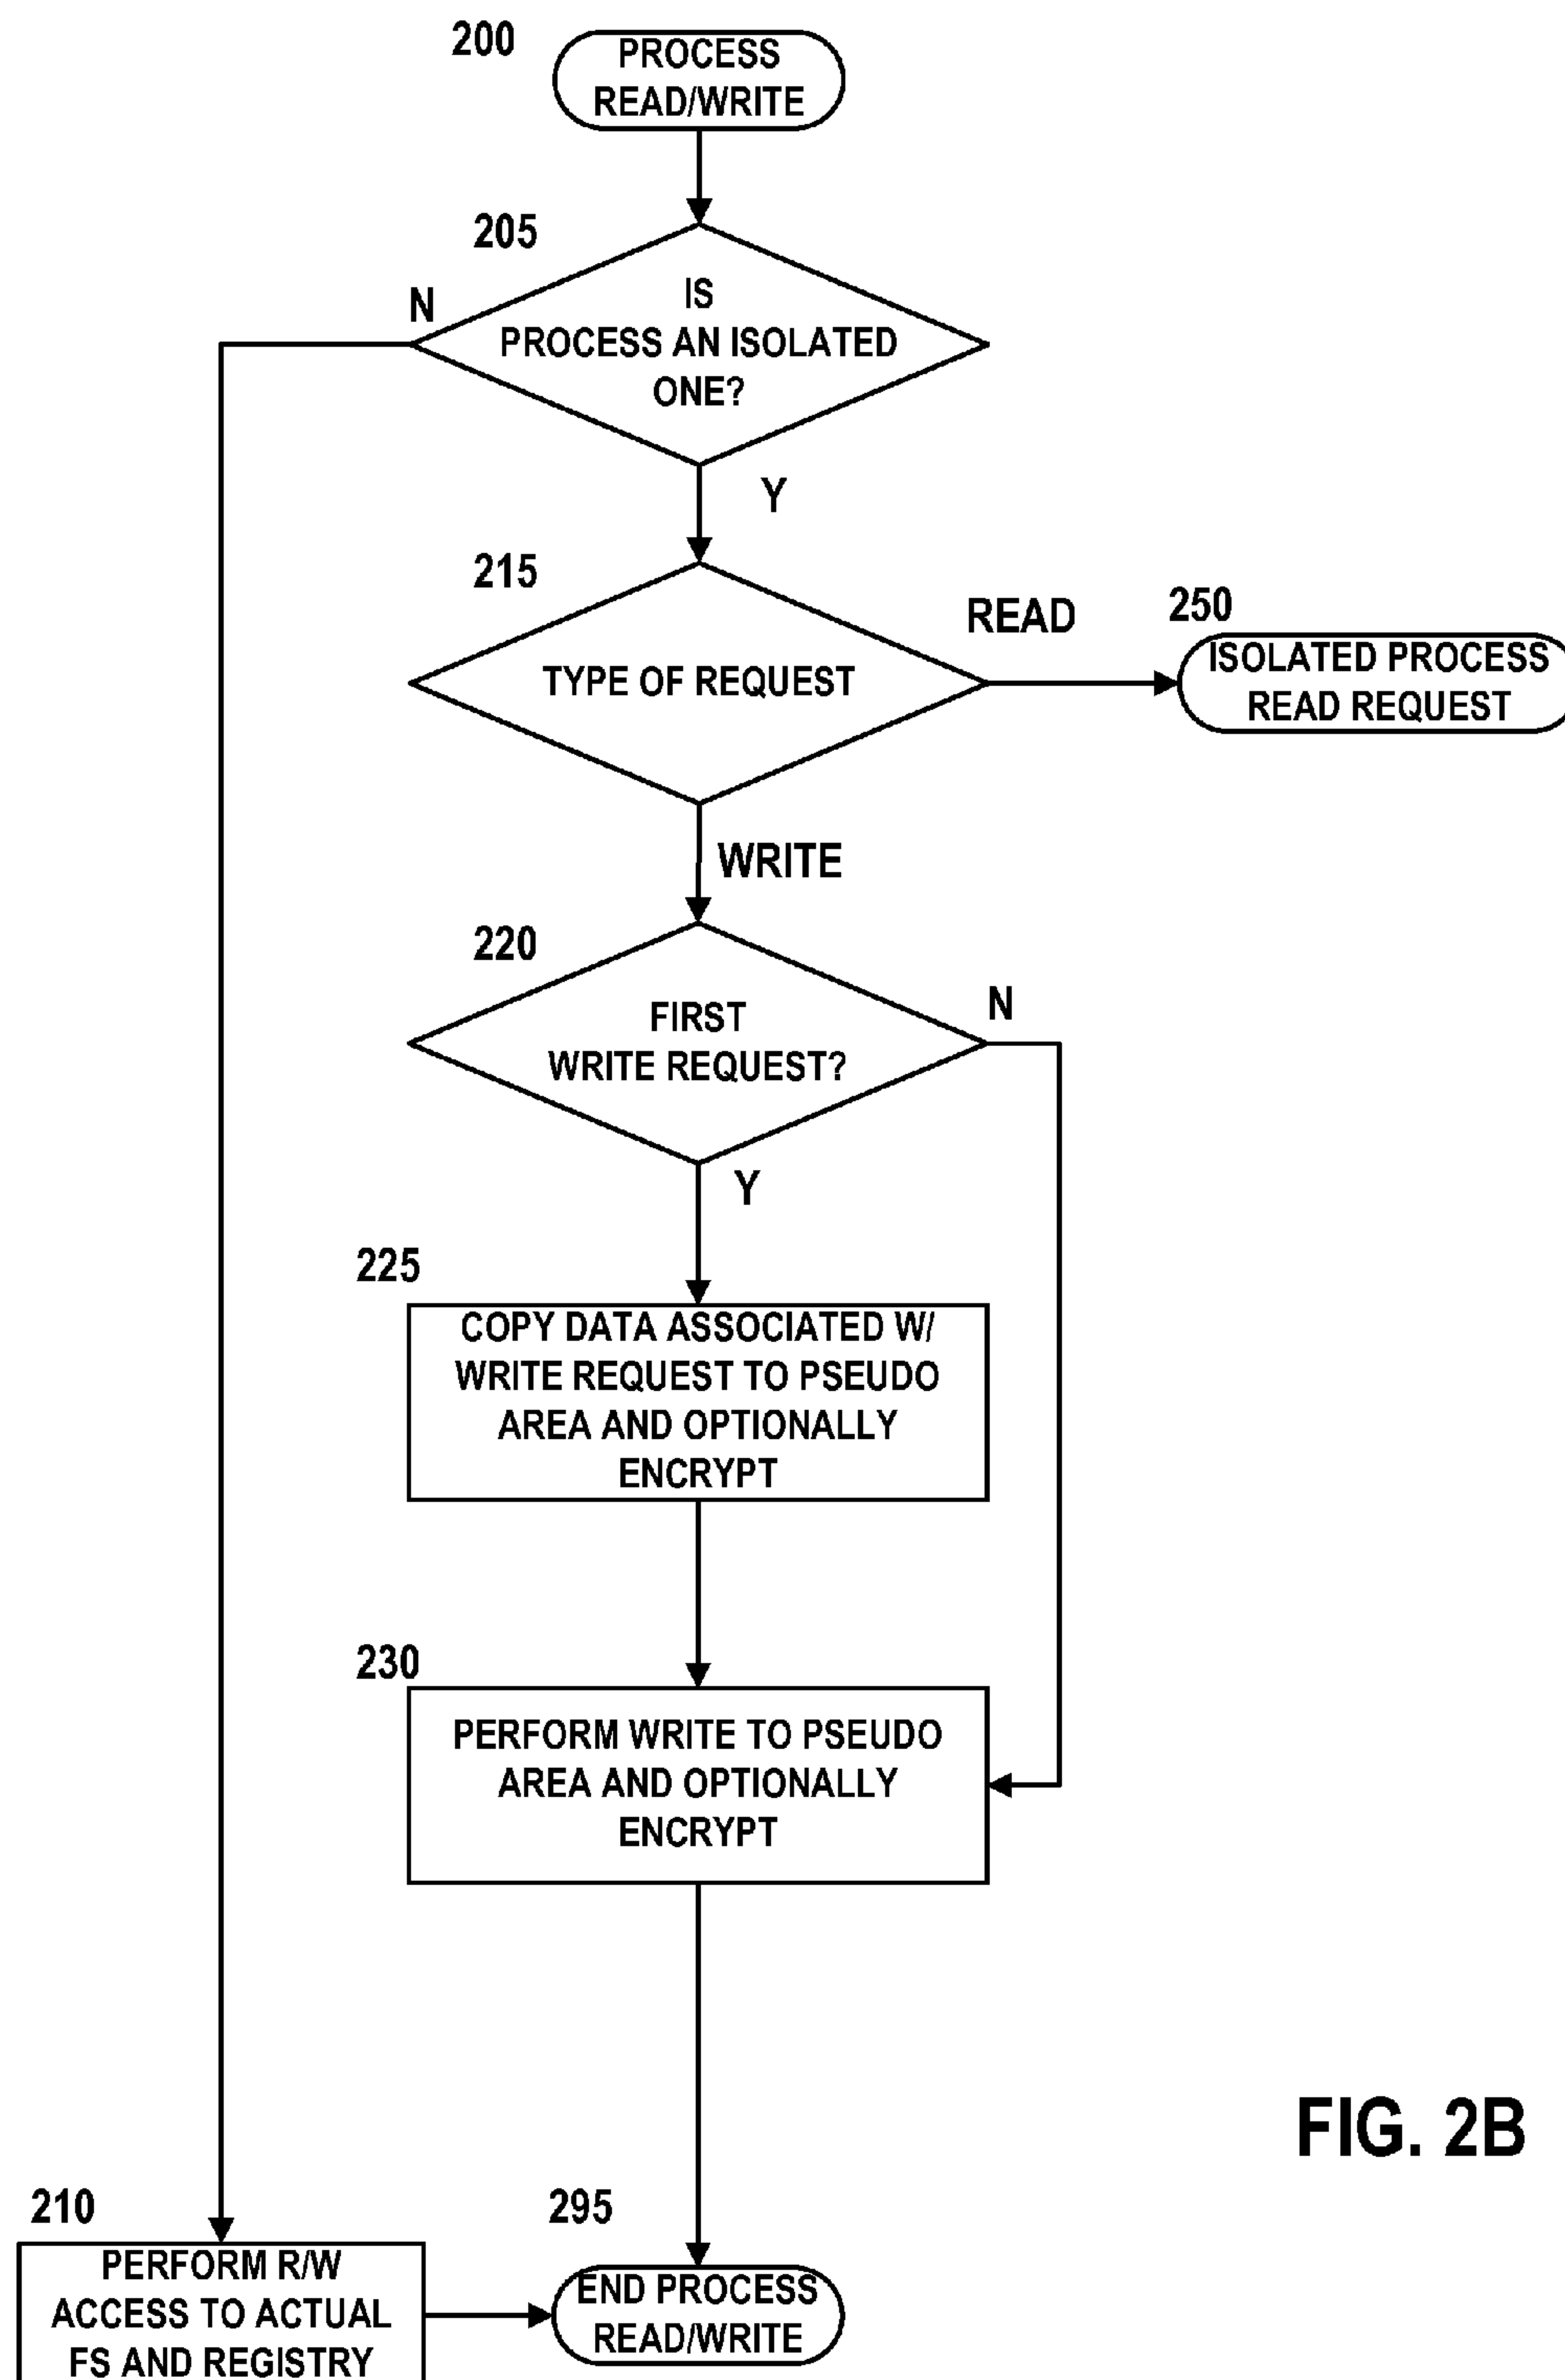 200
PROCESS
READ/WRITE
205
N
IS
PROCESS AN ISOLATED
ONE?
Y
215
TYPE OF REQUEST
READ
250
ISOLATED PROCESS
READ REQUEST
WRITE
220
FIRST
WRITE REQUEST?
N
Y
225
COPY DATA ASSOCIATED W/
WRITE REQUEST TO PSEUDO
AREA AND OPTIONALLY
ENCRYPT
230
PERFORM WRITE TO PSEUDO
AREA AND OPTIONALLY
ENCRYPT
FIG. 2B
210
PERFORM R/W
ACCESS TO ACTUAL
FS AND REGISTRY
295
END PROCESS
READ/WRITE